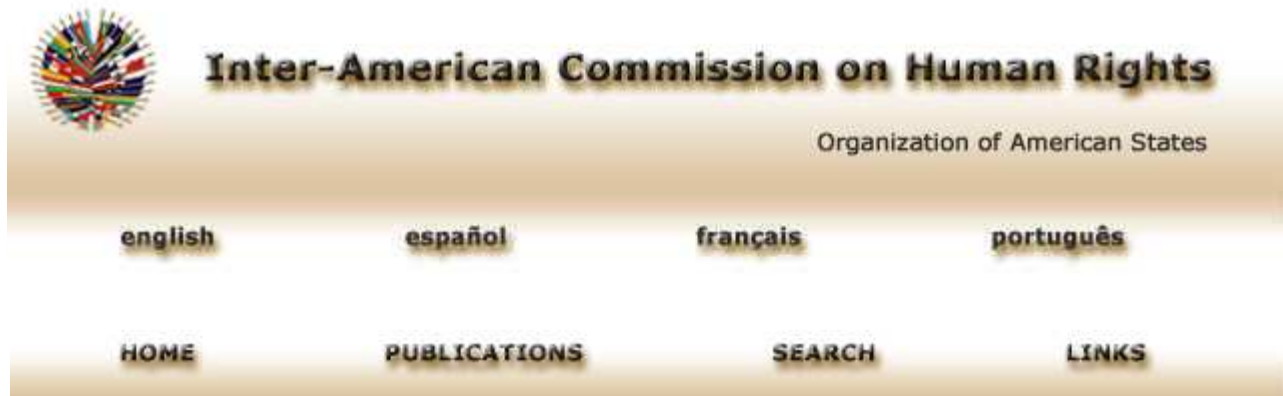 Inter-American Commission on Human Rights
Organization of American States
english español français português
HOME PUBLICATIONS SEARCH LINKS